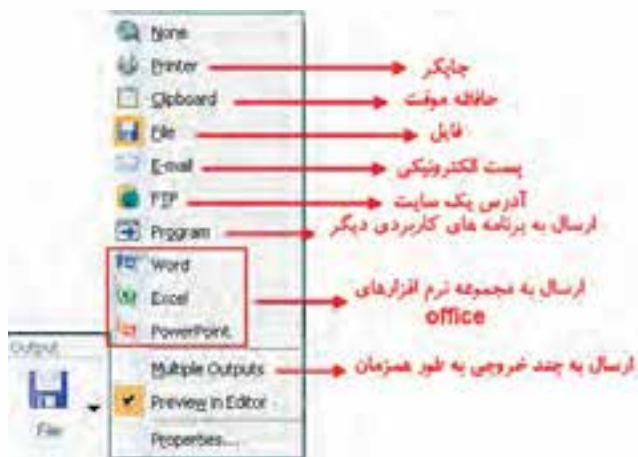 None
Printer چاپگر
Clipboard حافظه موقت
File فایل
E-mail پست الکترونیکی
FTP آدرس یک سایت
Program ارسال به برنامه های کاربردی دیگر
Word
Excel ارسال به مجموعه نرم افزارهای
office
PowerPoint
Multiple Outputs ارسال به چند خروجی به طور همزمان
Preview in Editor
Properties...
Output
File